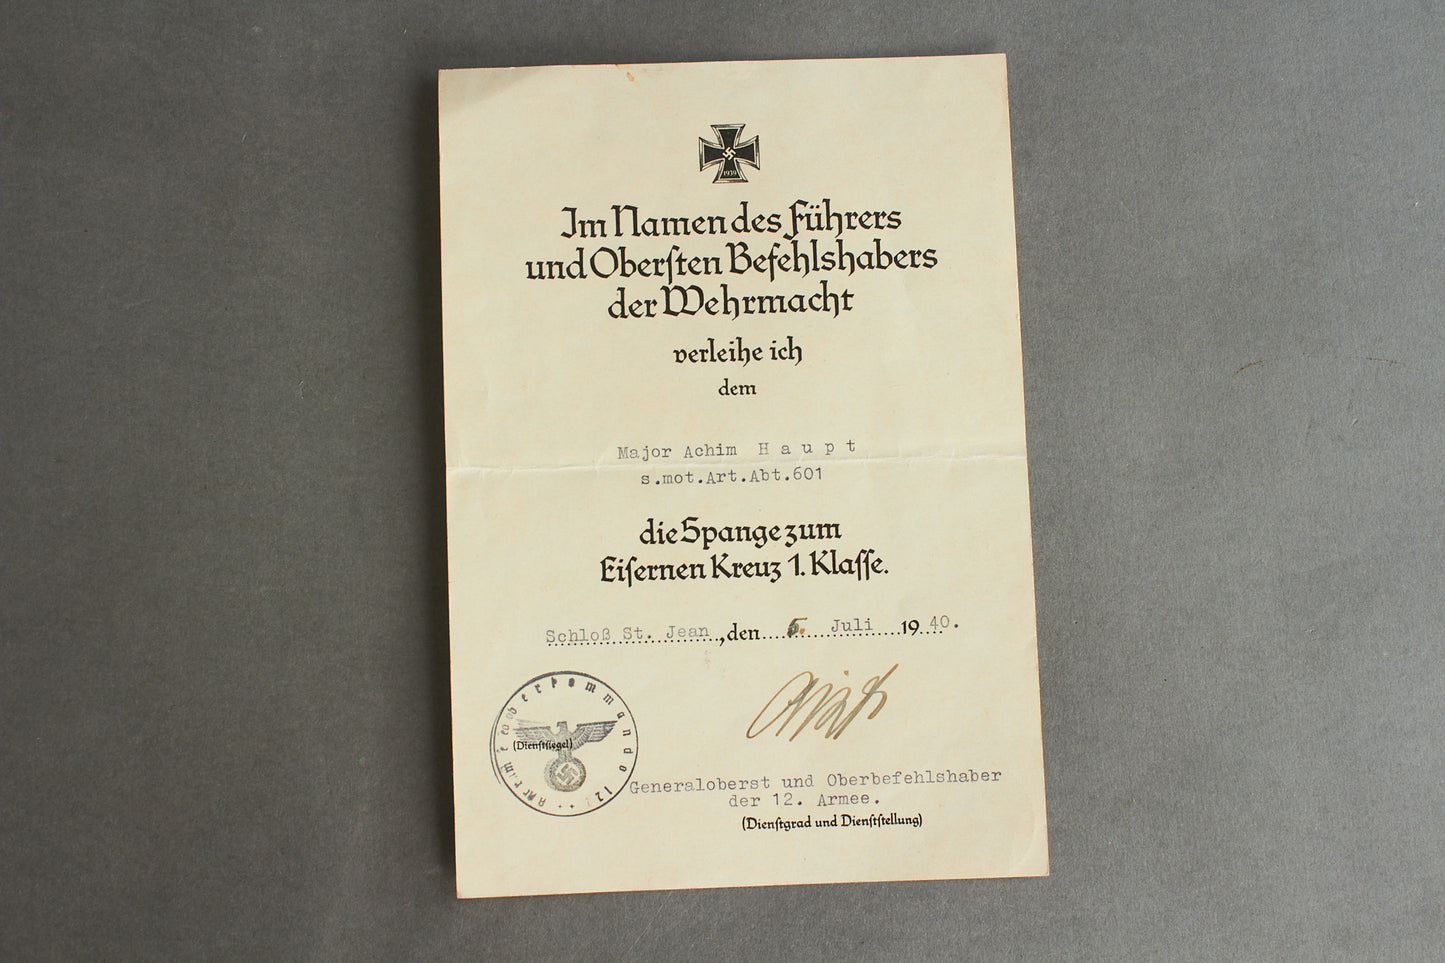 1939
Im Namen des Führers
und Obersten Befehlshabers
der Wehrmacht
verleihe ich
dem
Major Achim H a u p t
s.mot.Art.Abt.601
die Spange zum
Eisernen Kreuz 1. Klasse.
Schloß St. Jean, den 5. Juli 1940.
(Dienstsiegel)
Generaloberst und Oberbefehlshaber
der 12. Armee.
(Dienstgrad und Dienststellung)